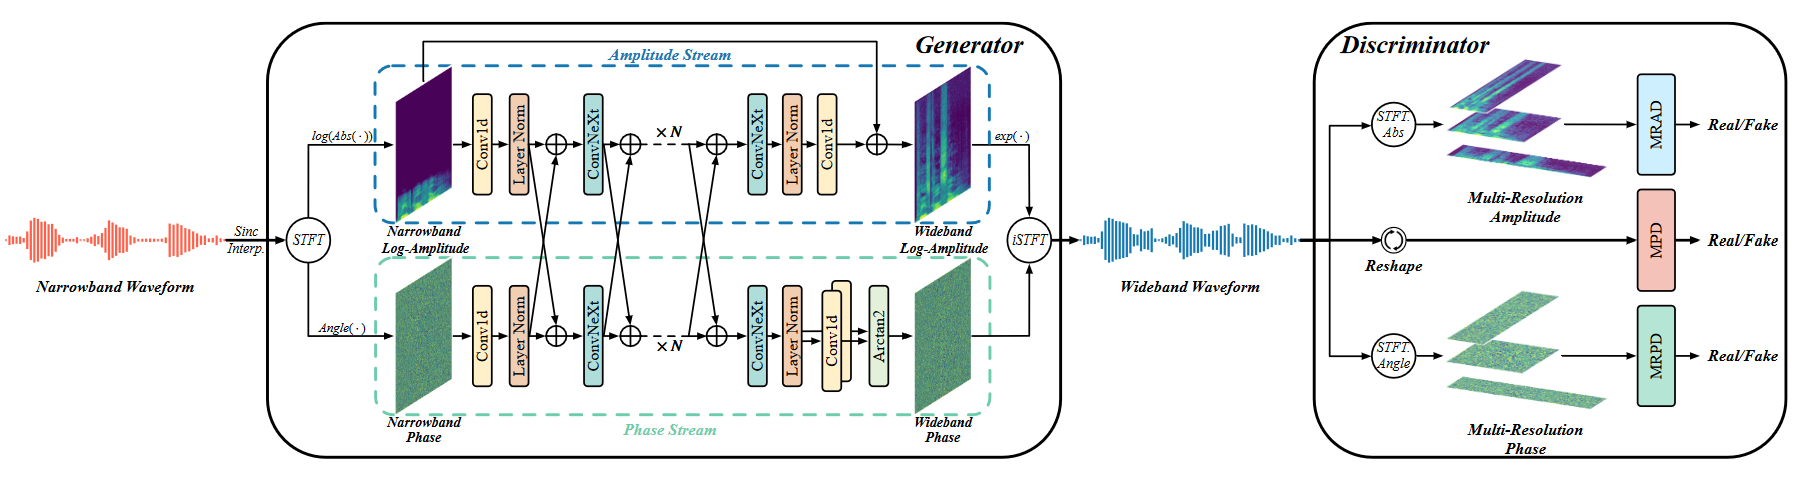 Generator
Discriminator
Amplitude Stream
log(Abs(·))
Conv1d
Layer Norm
ConvNeXt
×N
ConvNeXt
Layer Norm
Conv1d
exp(·)
Narrowband
Log-Amplitude
Wideband
Log-Amplitude
Sinc
Interp.
STFT
iSTFT
Narrowband Waveform
Wideband Waveform
Angle(·)
Conv1d
Layer Norm
ConvNeXt
×N
ConvNeXt
Layer Norm
Conv1d
Arctan2
Narrowband
Phase
Wideband
Phase
Phase Stream
STFT.
Abs
MRAD
Real/Fake
Multi-Resolution
Amplitude
Reshape
MPD
Real/Fake
STFT.
Angle
MRPD
Real/Fake
Multi-Resolution
Phase